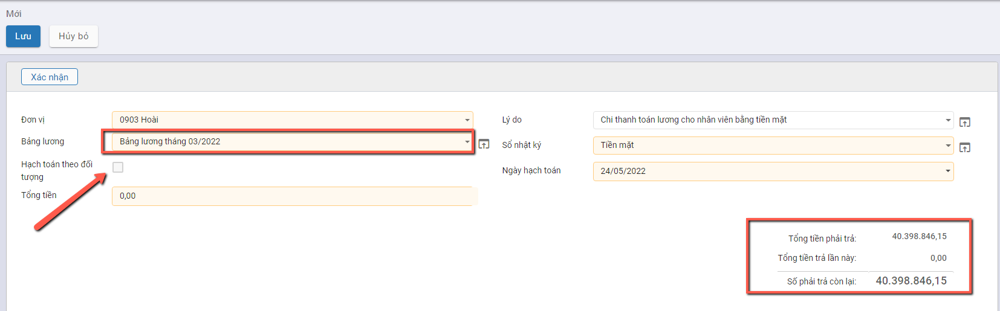 Mới
Lưu
Hủy bỏ
Xác nhận
Đơn vị
0903 Hoài
Bảng lương
Bảng lương tháng 03/2022
Hạch toán theo đối
tượng
Tổng tiền
0,00
Lý do
Chi thanh toán lương cho nhân viên bằng tiền mặt
Sổ nhật ký
Tiền mặt
Ngày hạch toán
24/05/2022
Tổng tiền phải trả: 40.398.846,15
Tổng tiền trả lần này: 0,00
Số phải trả còn lại: 40.398.846,15